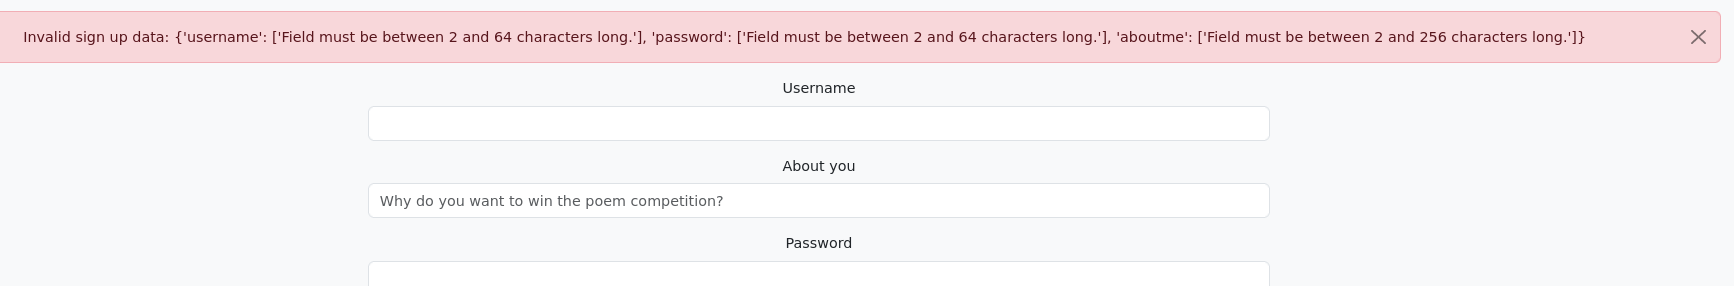 Invalid sign up data: {'username': ['Field must be between 2 and 64 characters long.'], 'password': ['Field must be between 2 and 64 characters long.'], 'aboutme': ['Field must be between 2 and 256 characters long.']}
Username
About you
Why do you want to win the poem competition?
Password